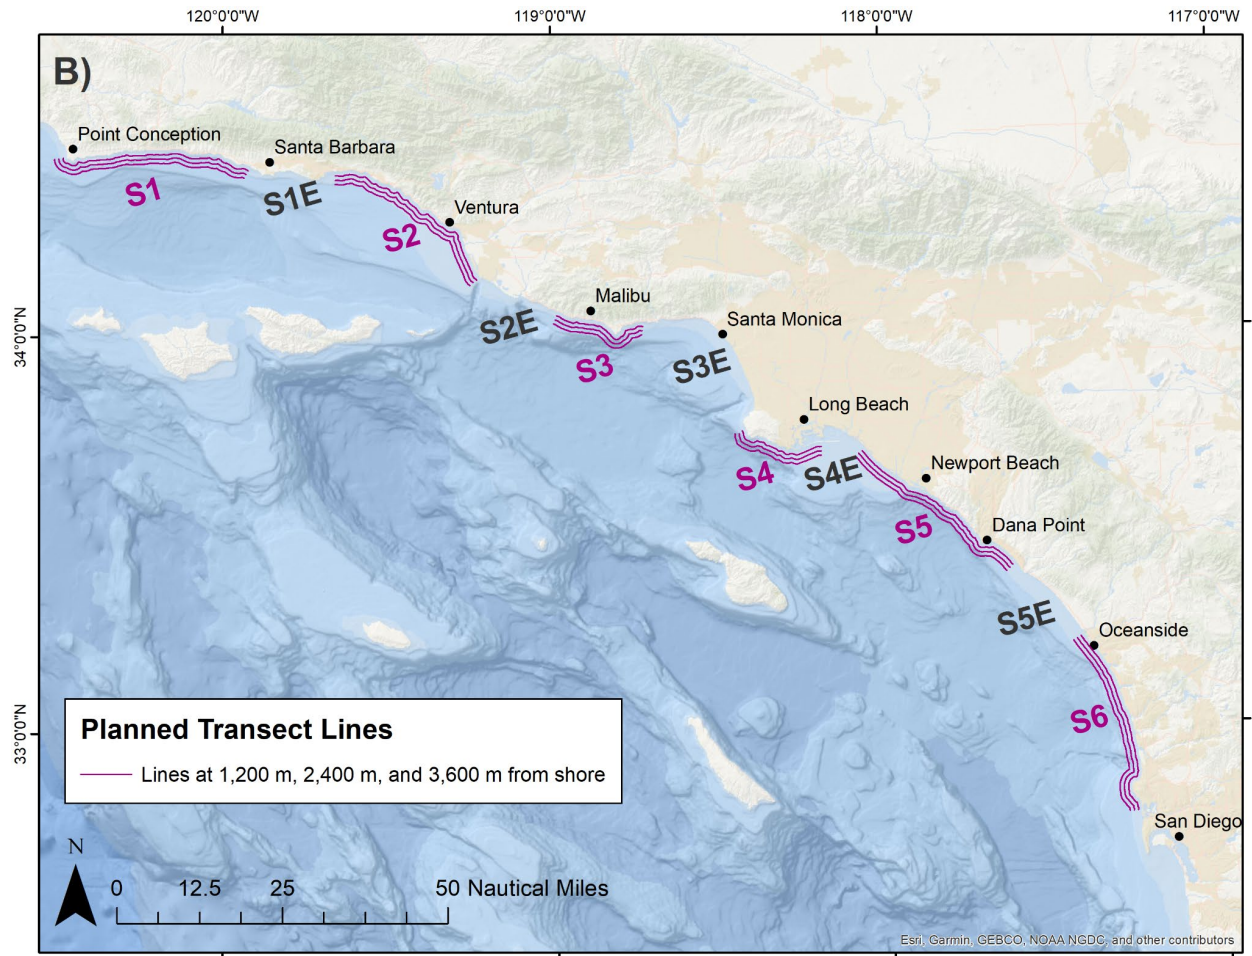 120°0'0"W
119°0'0"W
118°0'0"W
117°0'0"W
B)
Point Conception
Santa Barbara
S1
S1E
Ventura
S2
Malibu
34°0'0"N
S2E
Santa Monica
S3
S3E
Long Beach
S4
S4E
Newport Beach
S5
Dana Point
S5E
Oceanside
S6
33°0'0"N
Planned Transect Lines
Lines at 1,200 m, 2,400 m, and 3,600 m from shore
San Diego
N
0 12.5 25 50 Nautical Miles
Esri, Garmin, GEBCO, NOAA NGDC, and other contributors